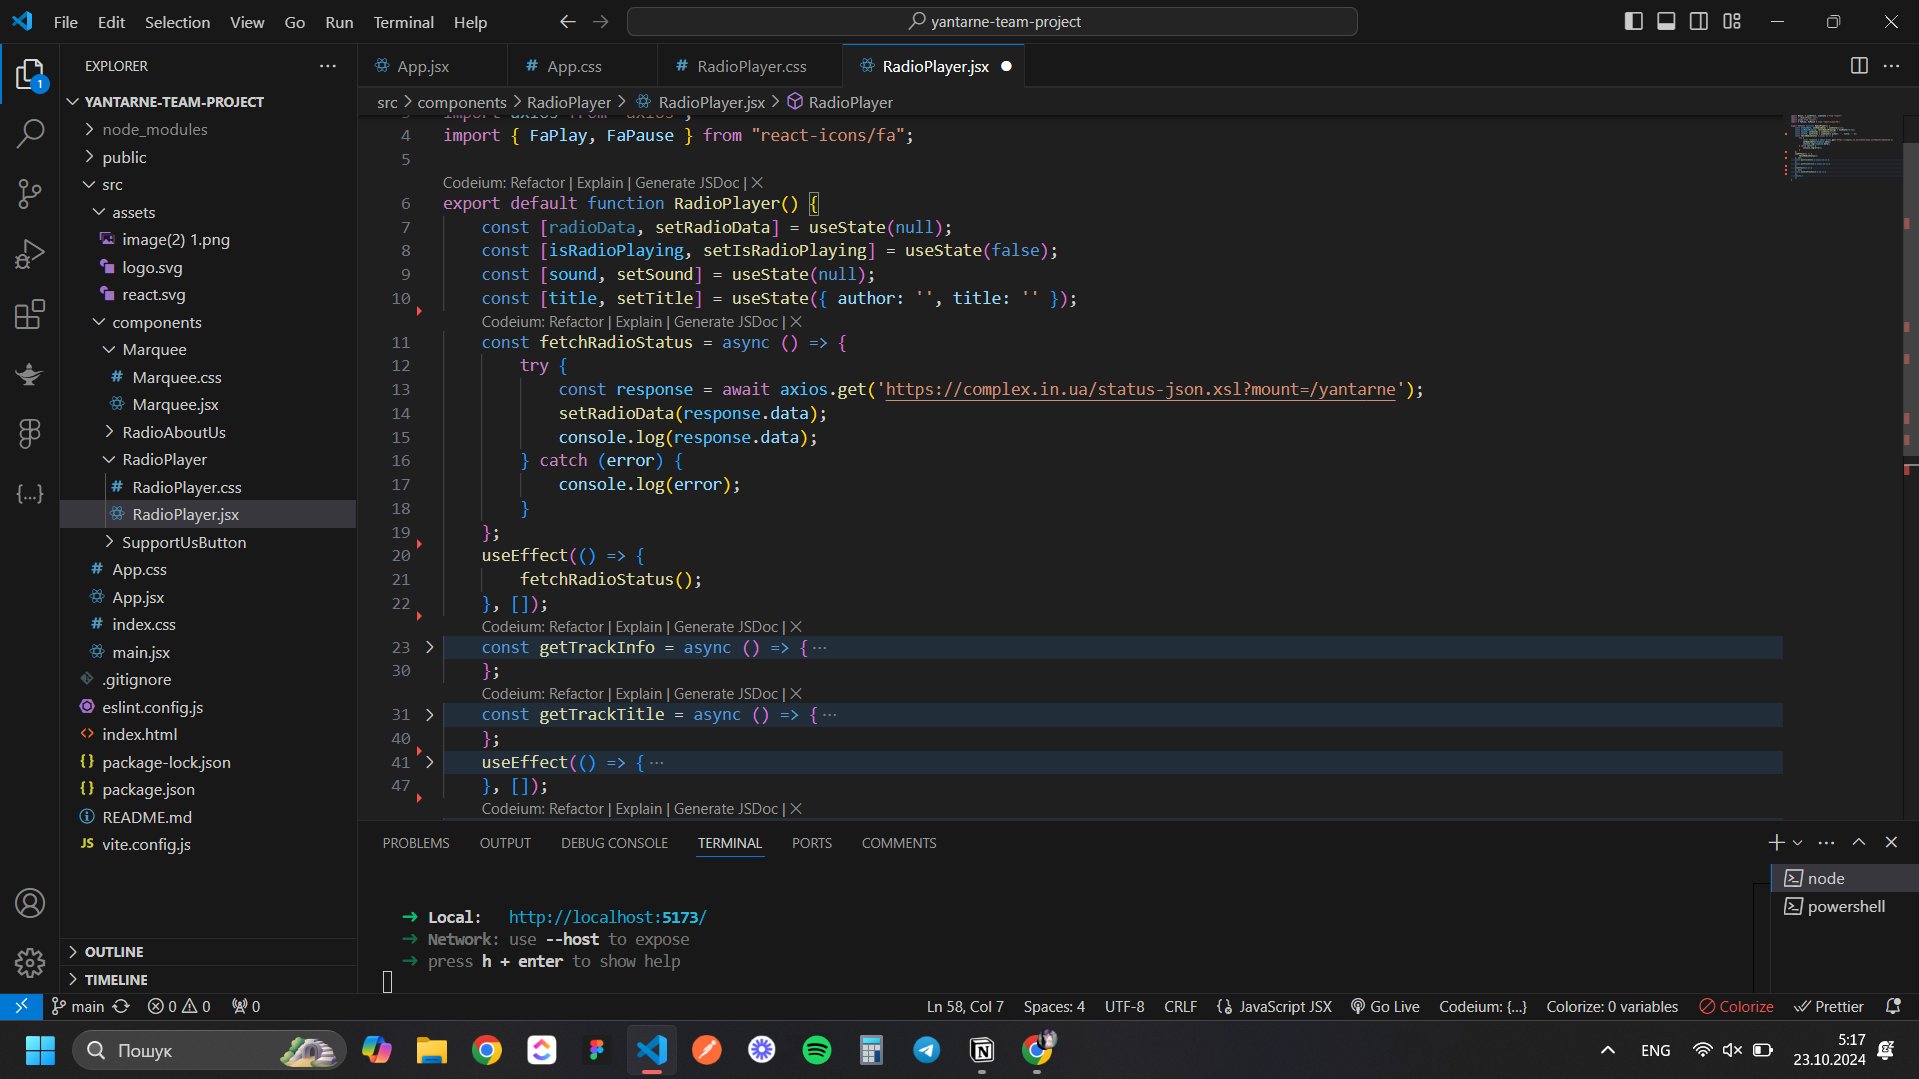 File Edit Selection View Go Run Terminal Help
yantarne-team-project
EXPLORER
1
YANTARNE-TEAM-PROJECT
node_modules
public
src
assets
image(2) 1.png
logo.svg
react.svg
components
Marquee
Marquee.css
Marquee.jsx
RadioAboutUs
RadioPlayer
RadioPlayer.css
RadioPlayer.jsx
SupportUsButton
App.css
App.jsx
index.css
main.jsx
.gitignore
eslint.config.js
index.html
package-lock.json
package.json
README.md
vite.config.js
OUTLINE
TIMELINE
App.jsx App.css RadioPlayer.css RadioPlayer.jsx
src > components > RadioPlayer > RadioPlayer.jsx > RadioPlayer
3 import axios from 'axios';
4 import { FaPlay, FaPause } from "react-icons/fa";
5
Codeium: Refactor | Explain | Generate JSDoc | ×
6 export default function RadioPlayer() {
7 const [radioData, setRadioData] = useState(null);
8 const [isRadioPlaying, setIsRadioPlaying] = useState(false);
9 const [sound, setSound] = useState(null);
10 const [title, setTitle] = useState({ author: '', title: '' });
Codeium: Refactor | Explain | Generate JSDoc | ×
11 const fetchRadioStatus = async () => {
12 try {
13 const response = await axios.get('https://complex.in.ua/status-json.xsl?mount=/yantarne');
14 setRadioData(response.data);
15 console.log(response.data);
16 } catch (error) {
17 console.log(error);
18 }
19 };
20 useEffect(() => {
21 fetchRadioStatus();
22 }, []);
Codeium: Refactor | Explain | Generate JSDoc | ×
23 const getTrackInfo = async () => { ···
30 };
Codeium: Refactor | Explain | Generate JSDoc | ×
31 const getTrackTitle = async () => { ···
40 };
41 useEffect(() => { ···
47 }, []);
Codeium: Refactor | Explain | Generate JSDoc | ×
PROBLEMS OUTPUT DEBUG CONSOLE TERMINAL PORTS COMMENTS
➜ Local: http://localhost:5173/
➜ Network: use --host to expose
➜ press h + enter to show help
node
powershell
main 0 0 0 Ln 58, Col 7 Spaces: 4 UTF-8 CRLF JavaScript JSX Go Live Codeium: {...} Colorize: 0 variables Colorize Prettier
Пошук
ENG
5:17
23.10.2024